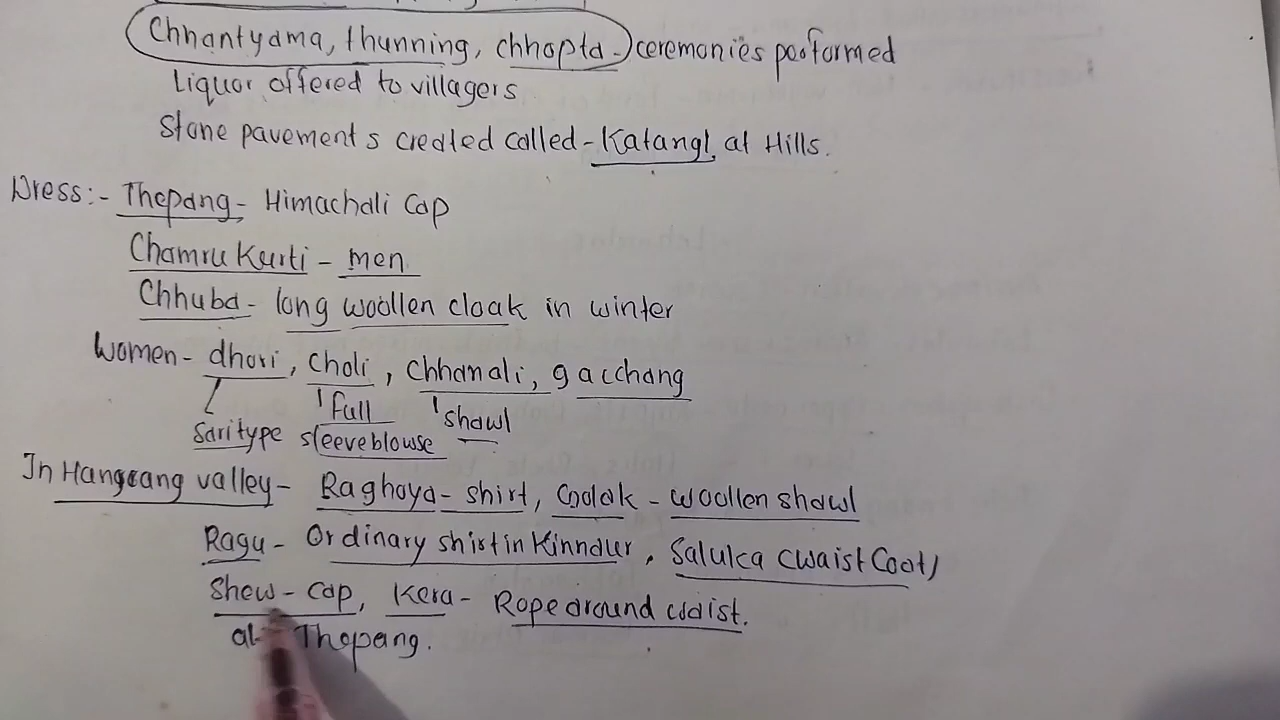 Chhantyama, thunning, chhopta - ceremonies performed
Liquor offered to villagers
Stone pavements created called - Katangl at Hills.
Dress:- Thepang - Himachali Cap
Chamru Kurti - men
Chhuba - long woollen cloak in winter
Women - dhori, choli, chhanali, gacchang
full shawl
Sari type sleeve blouse
In Hangrang valley - Raghoya - shirt, Golak - woollen shawl
Ragu - Ordinary shirt in Kinnaur, Saluka (waist Coat)
Shew - cap, Kera - Rope around waist.
Thepang.